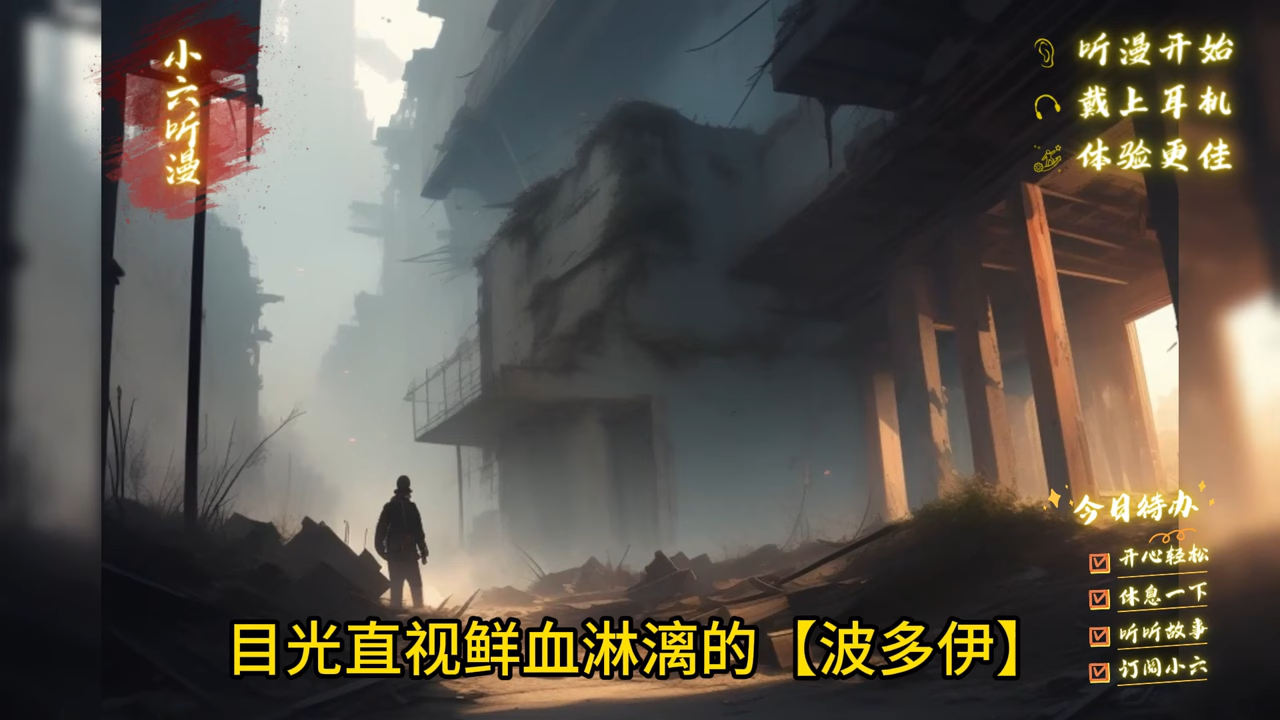 小六听漫
听漫开始
戴上耳机
体验更佳
今日待办
开心轻松
休息一下
听听故事
订阅小六
目光直视鲜血淋漓的【波多伊】